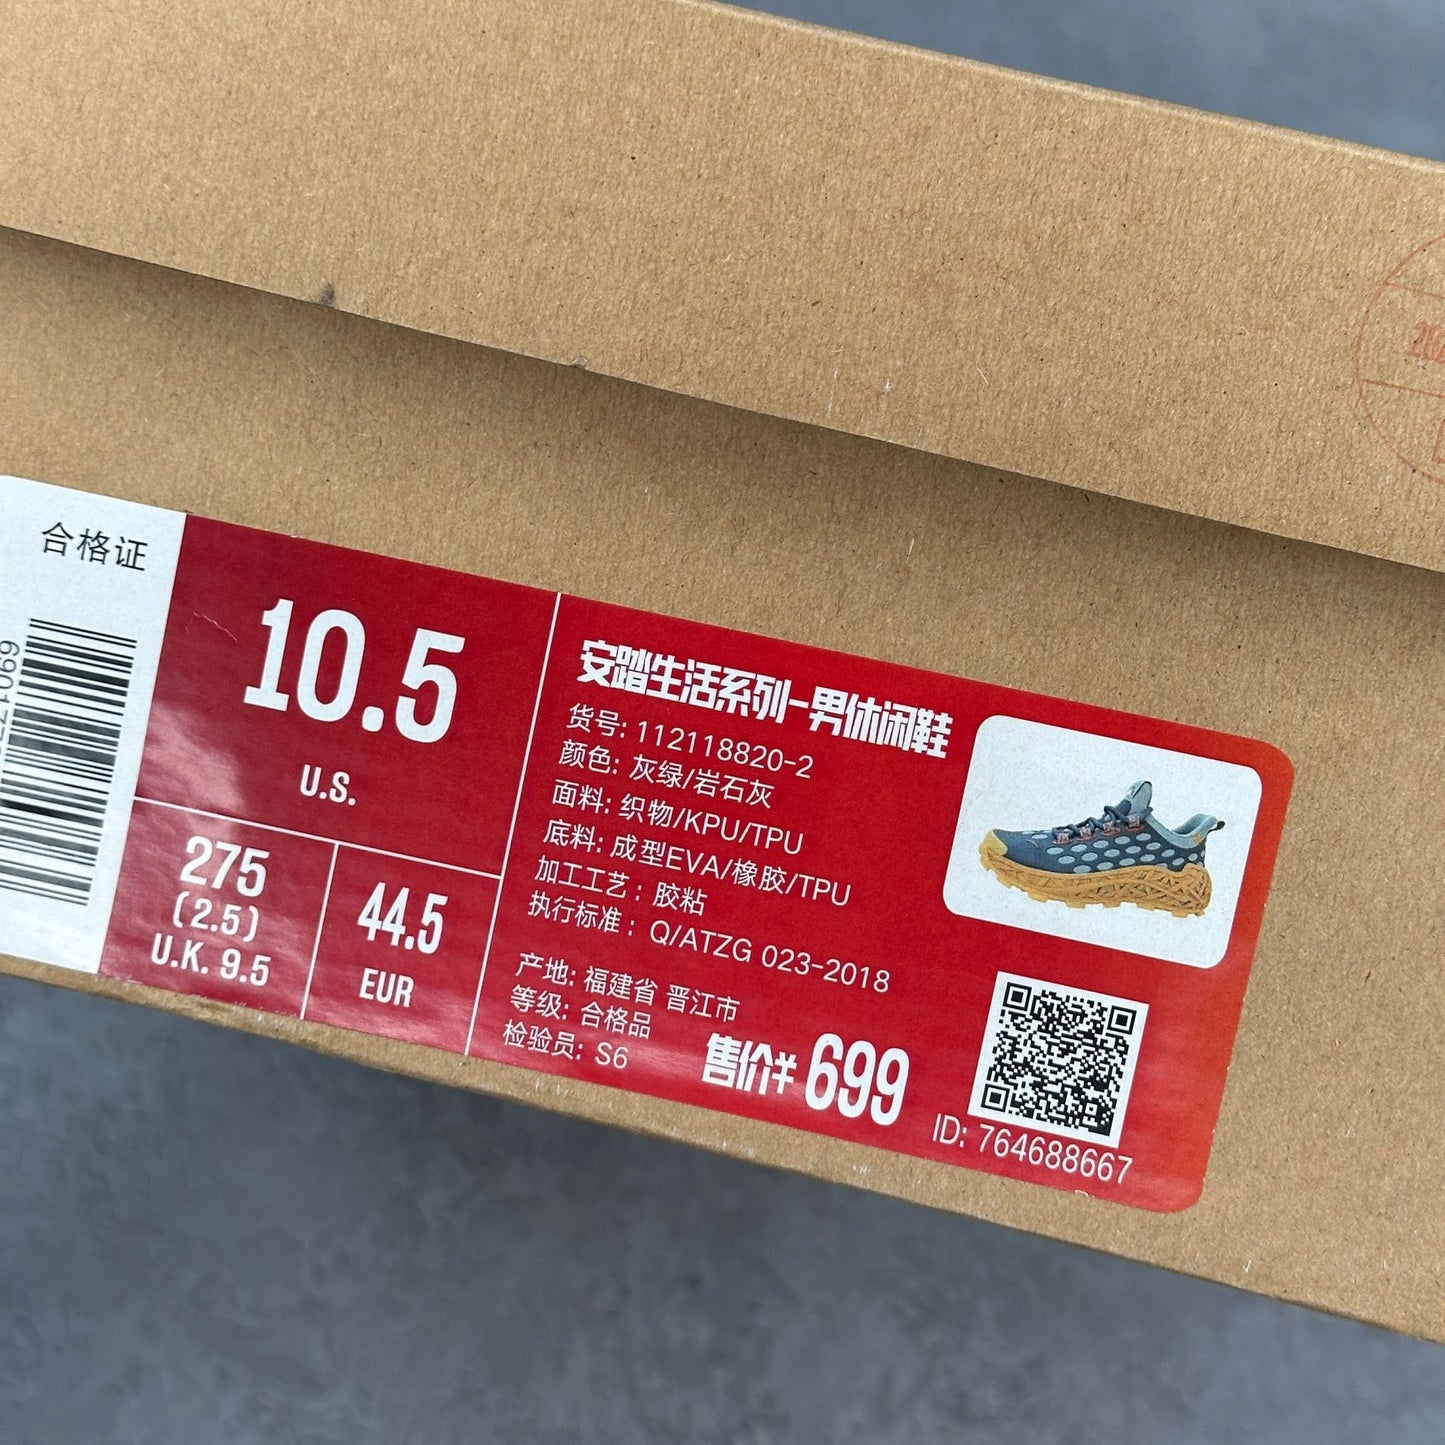 合格证
10.5
U.S.
275
(2.5)
U.K. 9.5
44.5
EUR
安踏生活系列-男休闲鞋
货号: 112118820-2
颜色: 灰绿/岩石灰
面料: 织物/KPU/TPU
底料: 成型EVA/橡胶/TPU
加工工艺: 胶粘
执行标准: Q/ATZG 023-2018
产地: 福建省 晋江市
等级: 合格品
检验员: S6
售价¥ 699
ID: 764688667